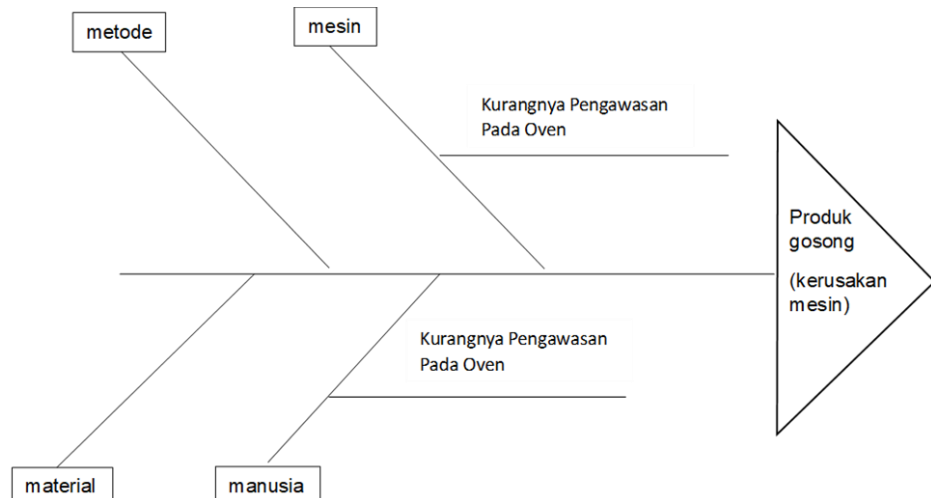 metode
mesin
Kurangnya Pengawasan
Pada Oven
Produk
gosong
(kerusakan
mesin)
Kurangnya Pengawasan
Pada Oven
material
manusia